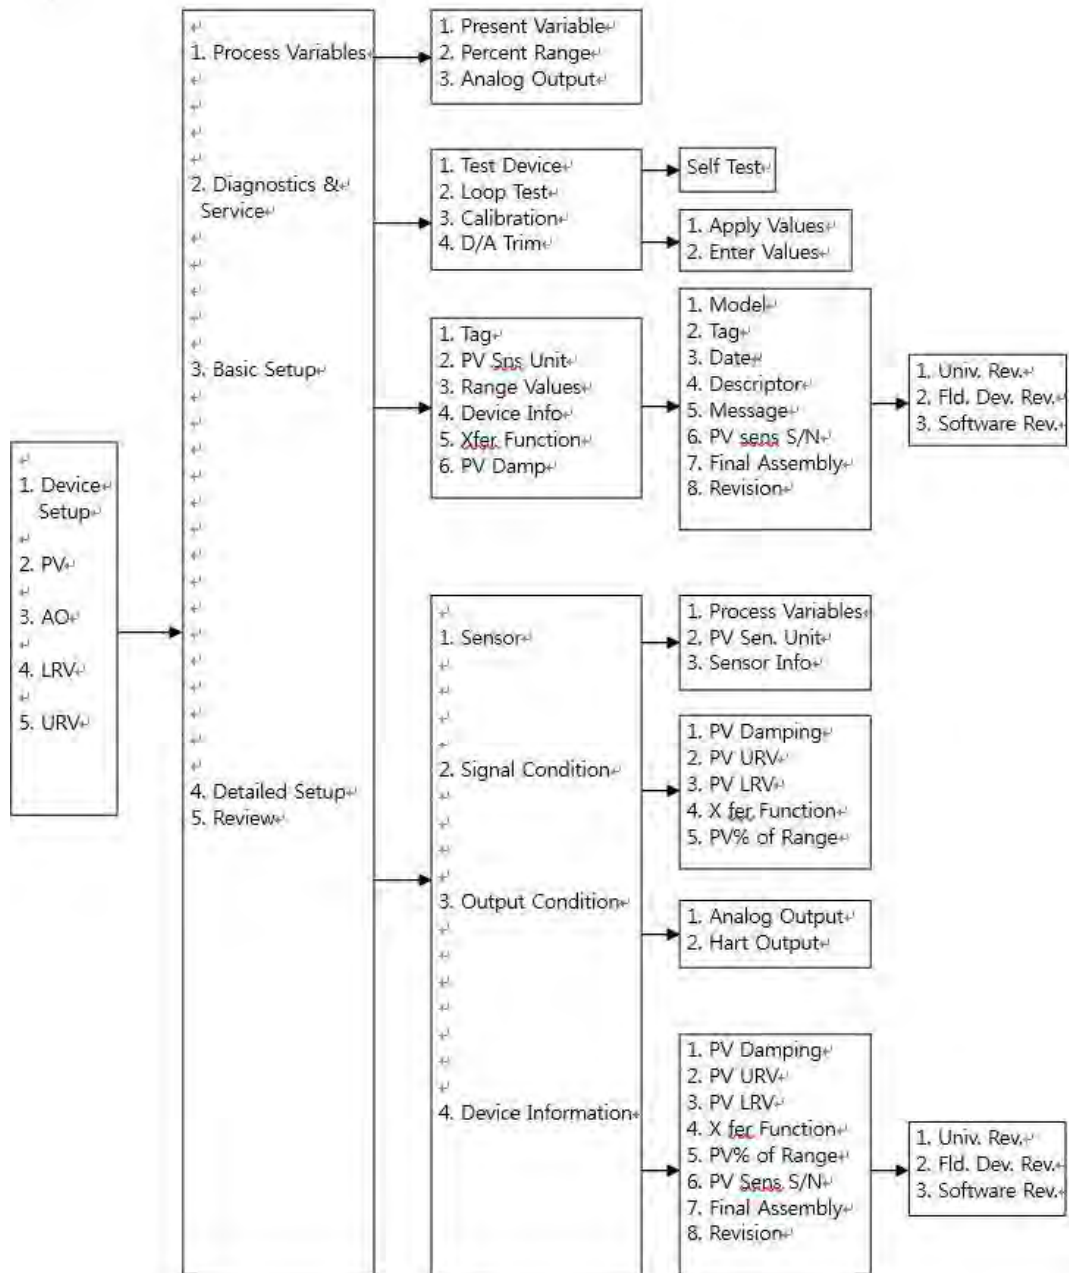 1. Device
Setup
2. PV
3. AO
4. LRV
5. URV
1. Process Variables
2. Diagnostics &
Service
3. Basic Setup
4. Detailed Setup
5. Review
1. Present Variable
2. Percent Range
3. Analog Output
1. Test Device
2. Loop Test
3. Calibration
4. D/A Trim
Self Test
1. Apply Values
2. Enter Values
1. Tag
2. PV Sns Unit
3. Range Values
4. Device Info
5. Xfer Function
6. PV Damp
1. Model
2. Tag
3. Date
4. Descriptor
5. Message
6. PV sens S/N
7. Final Assembly
8. Revision
1. Univ. Rev.
2. Fld. Dev. Rev.
3. Software Rev.
1. Sensor
2. Signal Condition
3. Output Condition
4. Device Information
1. Process Variables
2. PV Sen. Unit
3. Sensor Info
1. PV Damping
2. PV URV
3. PV LRV
4. X fer Function
5. PV% of Range
1. Analog Output
2. Hart Output
1. PV Damping
2. PV URV
3. PV LRV
4. X fer Function
5. PV% of Range
6. PV Sens S/N
7. Final Assembly
8. Revision
1. Univ. Rev.
2. Fld. Dev. Rev.
3. Software Rev.